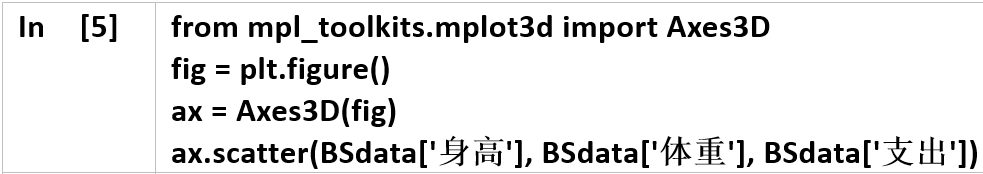 In [5] from mpl_toolkits.mplot3d import Axes3D
fig = plt.figure()
ax = Axes3D(fig)
ax.scatter(BSdata['身高'], BSdata['体重'], BSdata['支出'])